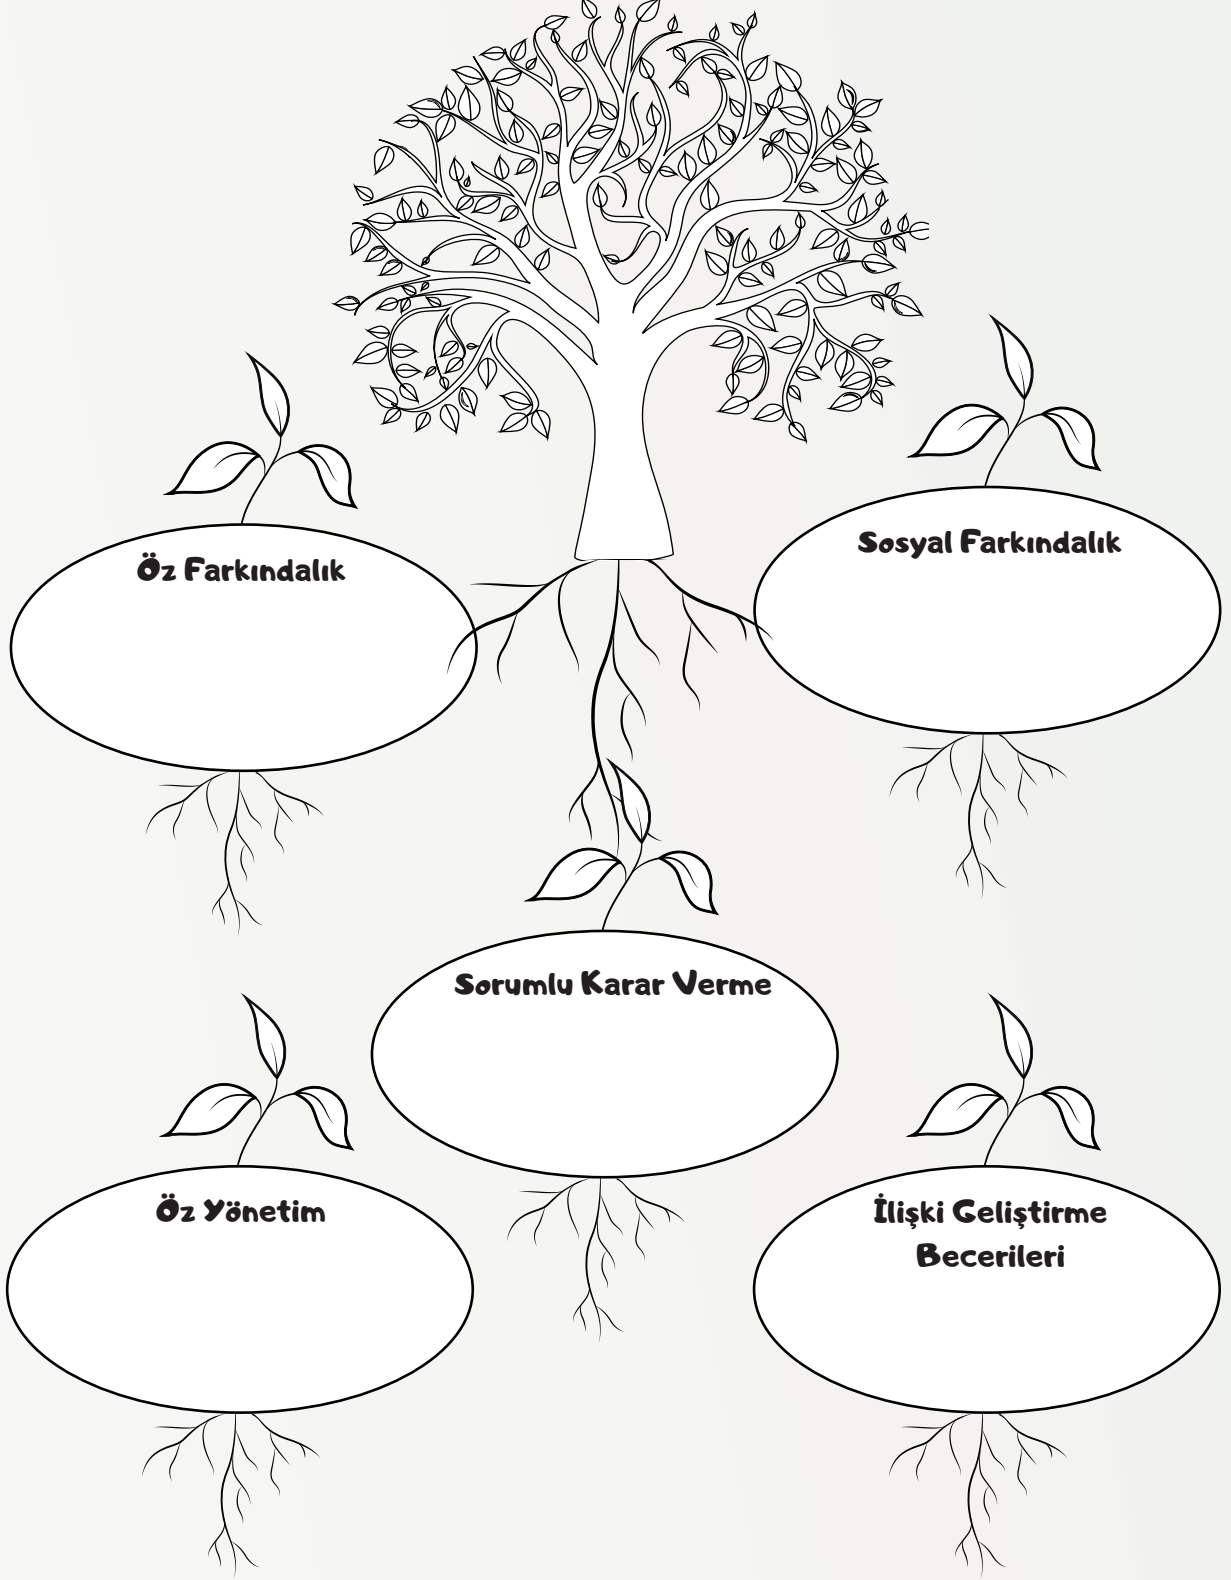 Öz Farkındalık
Sosyal Farkındalık
Sorumlu Karar Verme
Öz Yönetim
İlişki Geliştirme
Becerileri